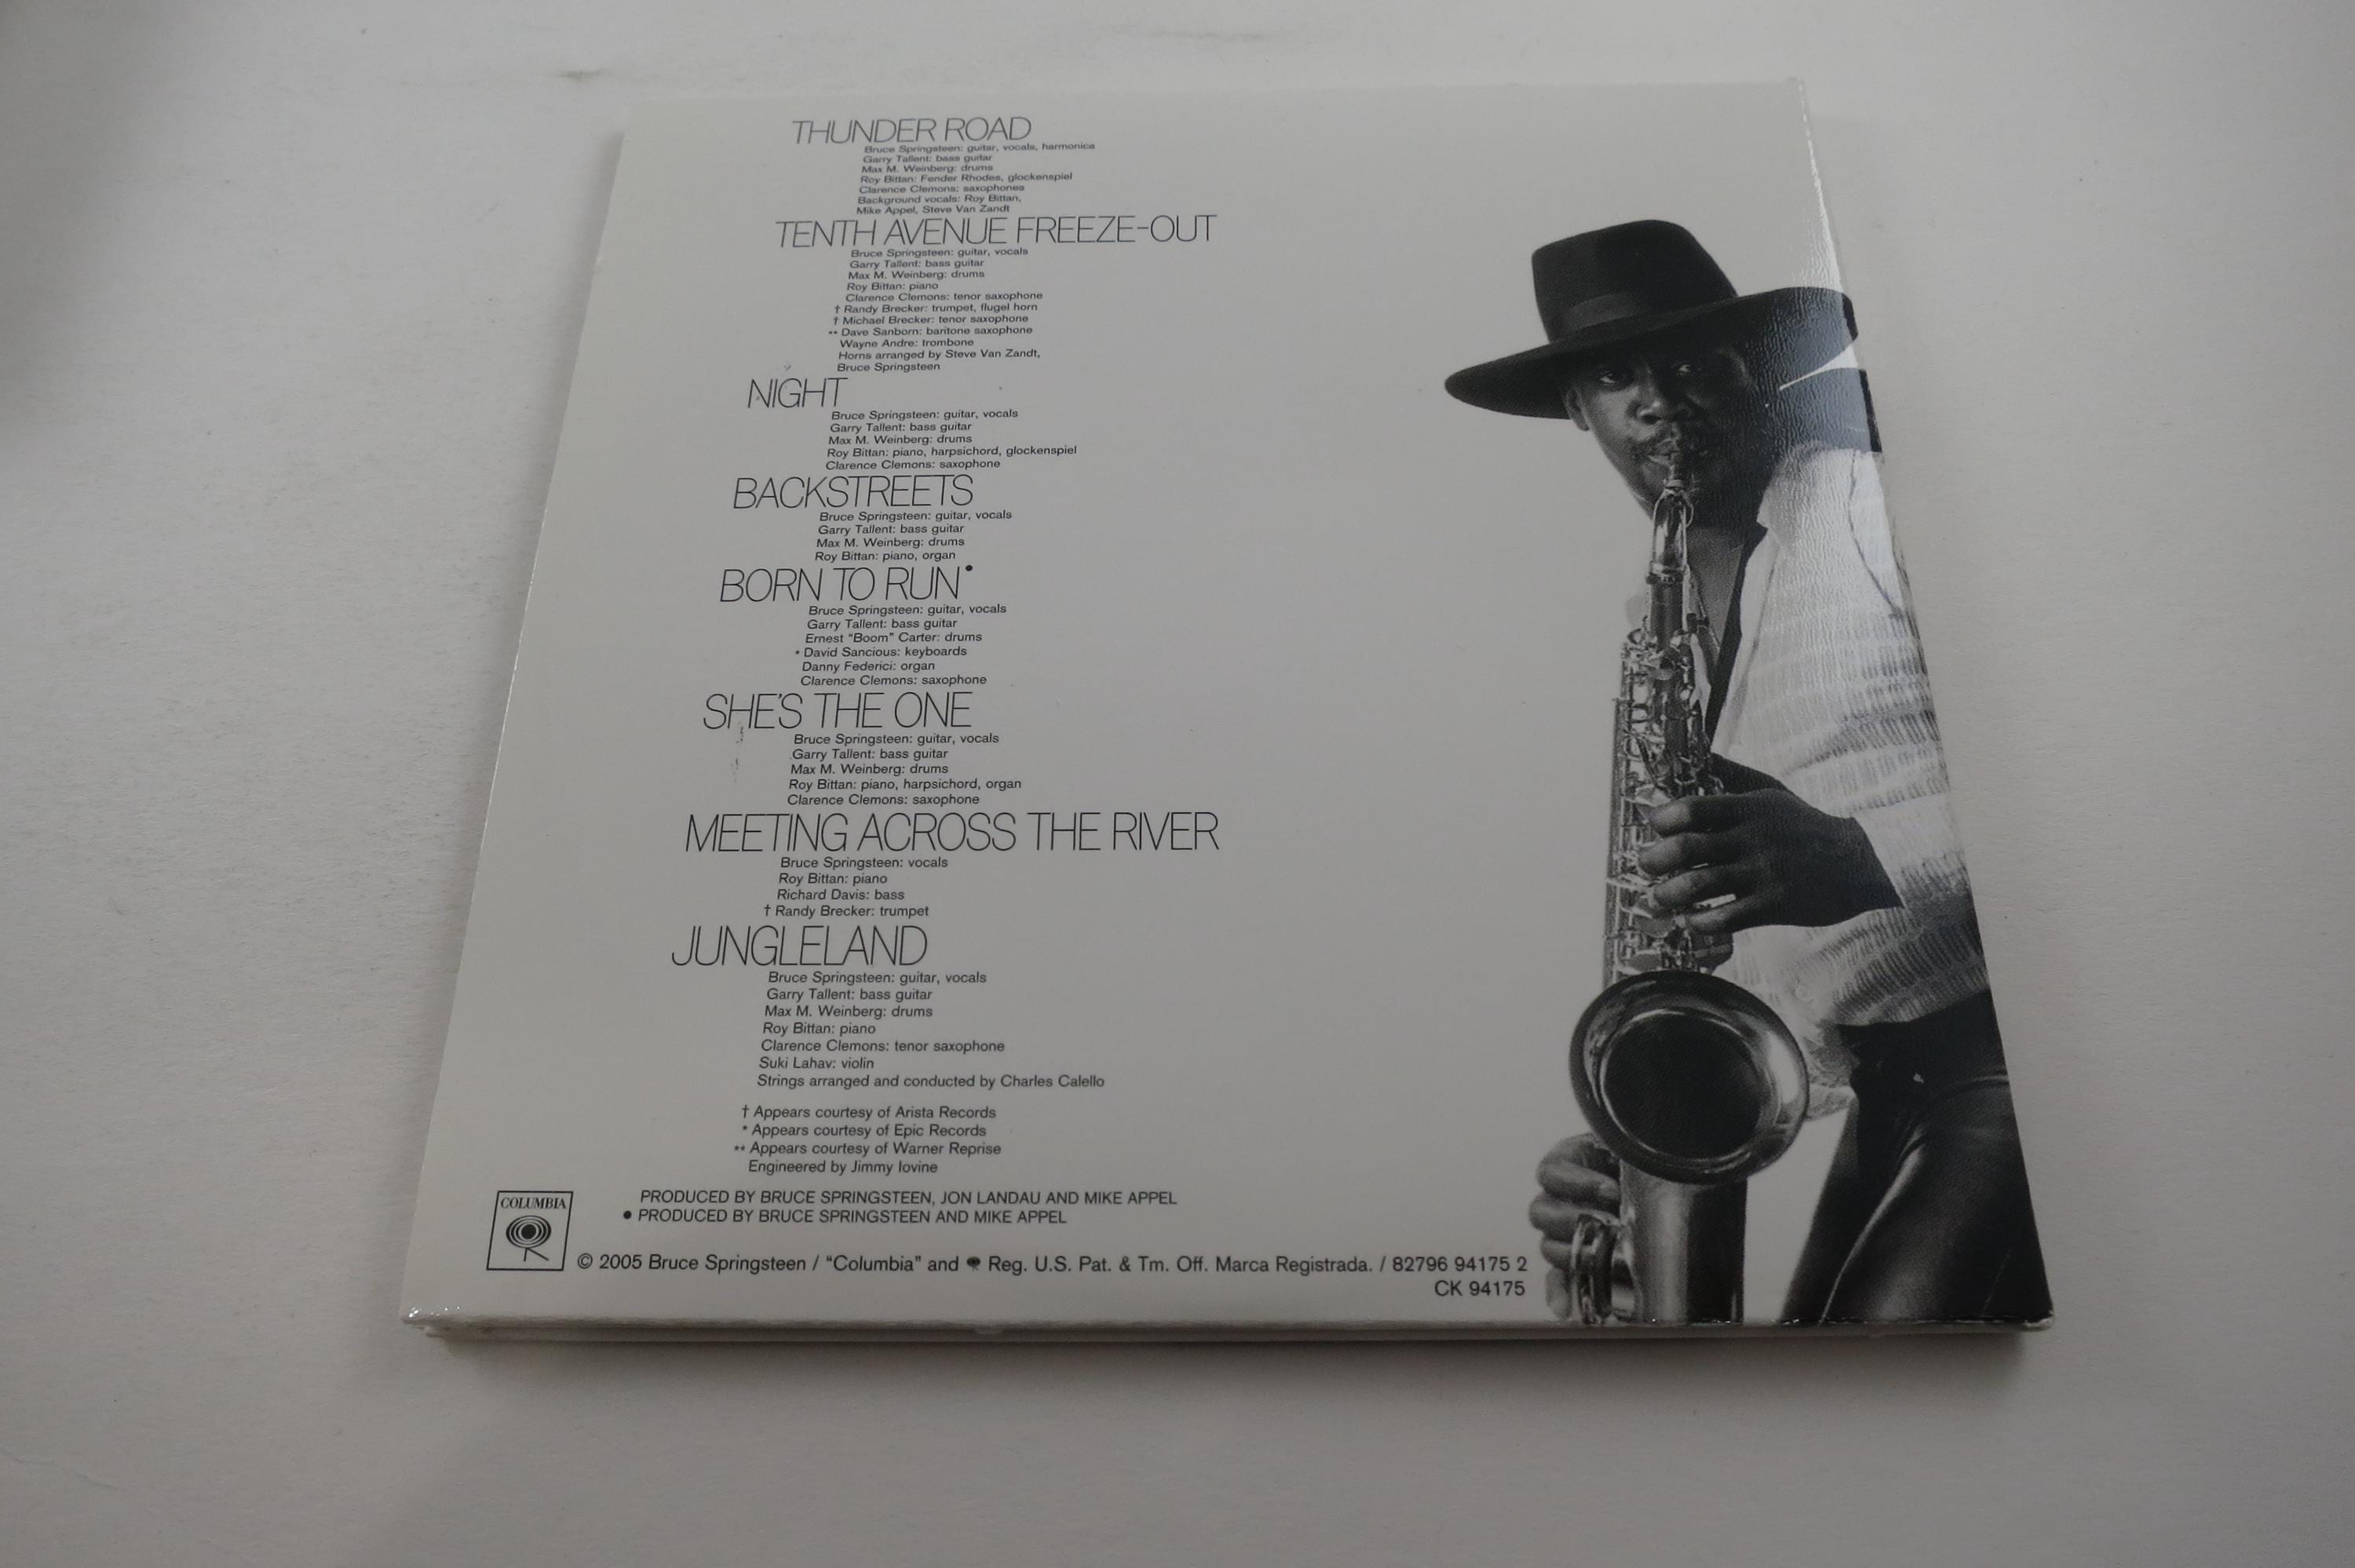 THUNDER ROAD
Bruce Springsteen: guitar, vocals, harmonica
Garry Tallent: bass guitar
Max M. Weinberg: drums
Roy Bittan: Fender Rhodes, glockenspiel
Clarence Clemons: saxophones
Background vocals: Roy Bittan,
Mike Appel, Steve Van Zandt
TENTH AVENUE FREEZE-OUT
Bruce Springsteen: guitar, vocals
Garry Tallent: bass guitar
Max M. Weinberg: drums
Roy Bittan: piano
Clarence Clemons: tenor saxophone
† Randy Brecker: trumpet, flugel horn
† Michael Brecker: tenor saxophone
** Dave Sanborn: baritone saxophone
Wayne Andre: trombone
Horns arranged by Steve Van Zandt,
Bruce Springsteen
NIGHT
Bruce Springsteen: guitar, vocals
Garry Tallent: bass guitar
Max M. Weinberg: drums
Roy Bittan: piano, harpsichord, glockenspiel
Clarence Clemons: saxophone
BACKSTREETS
Bruce Springsteen: guitar, vocals
Garry Tallent: bass guitar
Max M. Weinberg: drums
Roy Bittan: piano, organ
BORN TO RUN•
Bruce Springsteen: guitar, vocals
Garry Tallent: bass guitar
Ernest “Boom” Carter: drums
* David Sancious: keyboards
Danny Federici: organ
Clarence Clemons: saxophone
SHE'S THE ONE
Bruce Springsteen: guitar, vocals
Garry Tallent: bass guitar
Max M. Weinberg: drums
Roy Bittan: piano, harpsichord, organ
Clarence Clemons: saxophone
MEETING ACROSS THE RIVER
Bruce Springsteen: vocals
Roy Bittan: piano
Richard Davis: bass
† Randy Brecker: trumpet
JUNGLELAND
Bruce Springsteen: guitar, vocals
Garry Tallent: bass guitar
Max M. Weinberg: drums
Roy Bittan: piano
Clarence Clemons: tenor saxophone
Suki Lahav: violin
Strings arranged and conducted by Charles Calello
† Appears courtesy of Arista Records
* Appears courtesy of Epic Records
** Appears courtesy of Warner Reprise
Engineered by Jimmy Iovine
PRODUCED BY BRUCE SPRINGSTEEN, JON LANDAU AND MIKE APPEL
• PRODUCED BY BRUCE SPRINGSTEEN AND MIKE APPEL
COLUMBIA
© 2005 Bruce Springsteen / “Columbia” and Reg. U.S. Pat. & Tm. Off. Marca Registrada. / 82796 94175 2
CK 94175